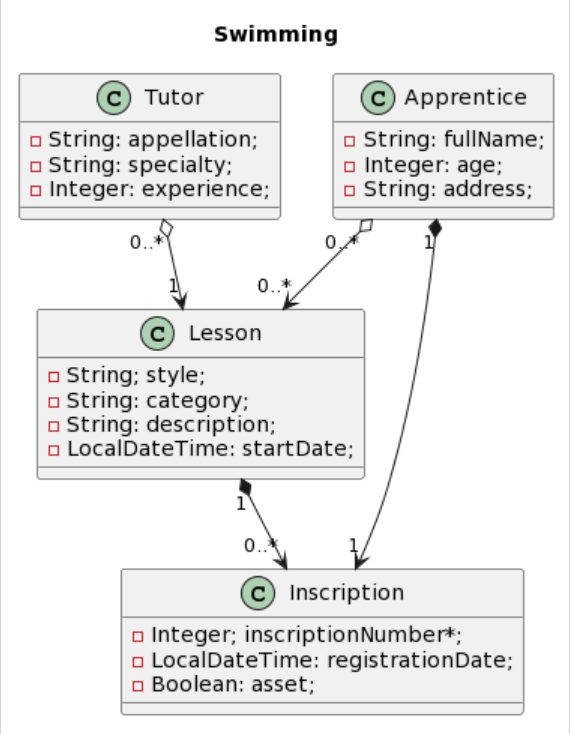 Swimming
C Tutor
String: appellation;
String: specialty;
Integer: experience;
C Apprentice
String: fullName;
Integer: age;
String: address;
0..*
1
0..*
0..*
1
1
C Lesson
String; style;
String: category;
String: description;
LocalDateTime: startDate;
1
0..*
C Inscription
Integer; inscriptionNumber*;
LocalDateTime: registrationDate;
Boolean: asset;